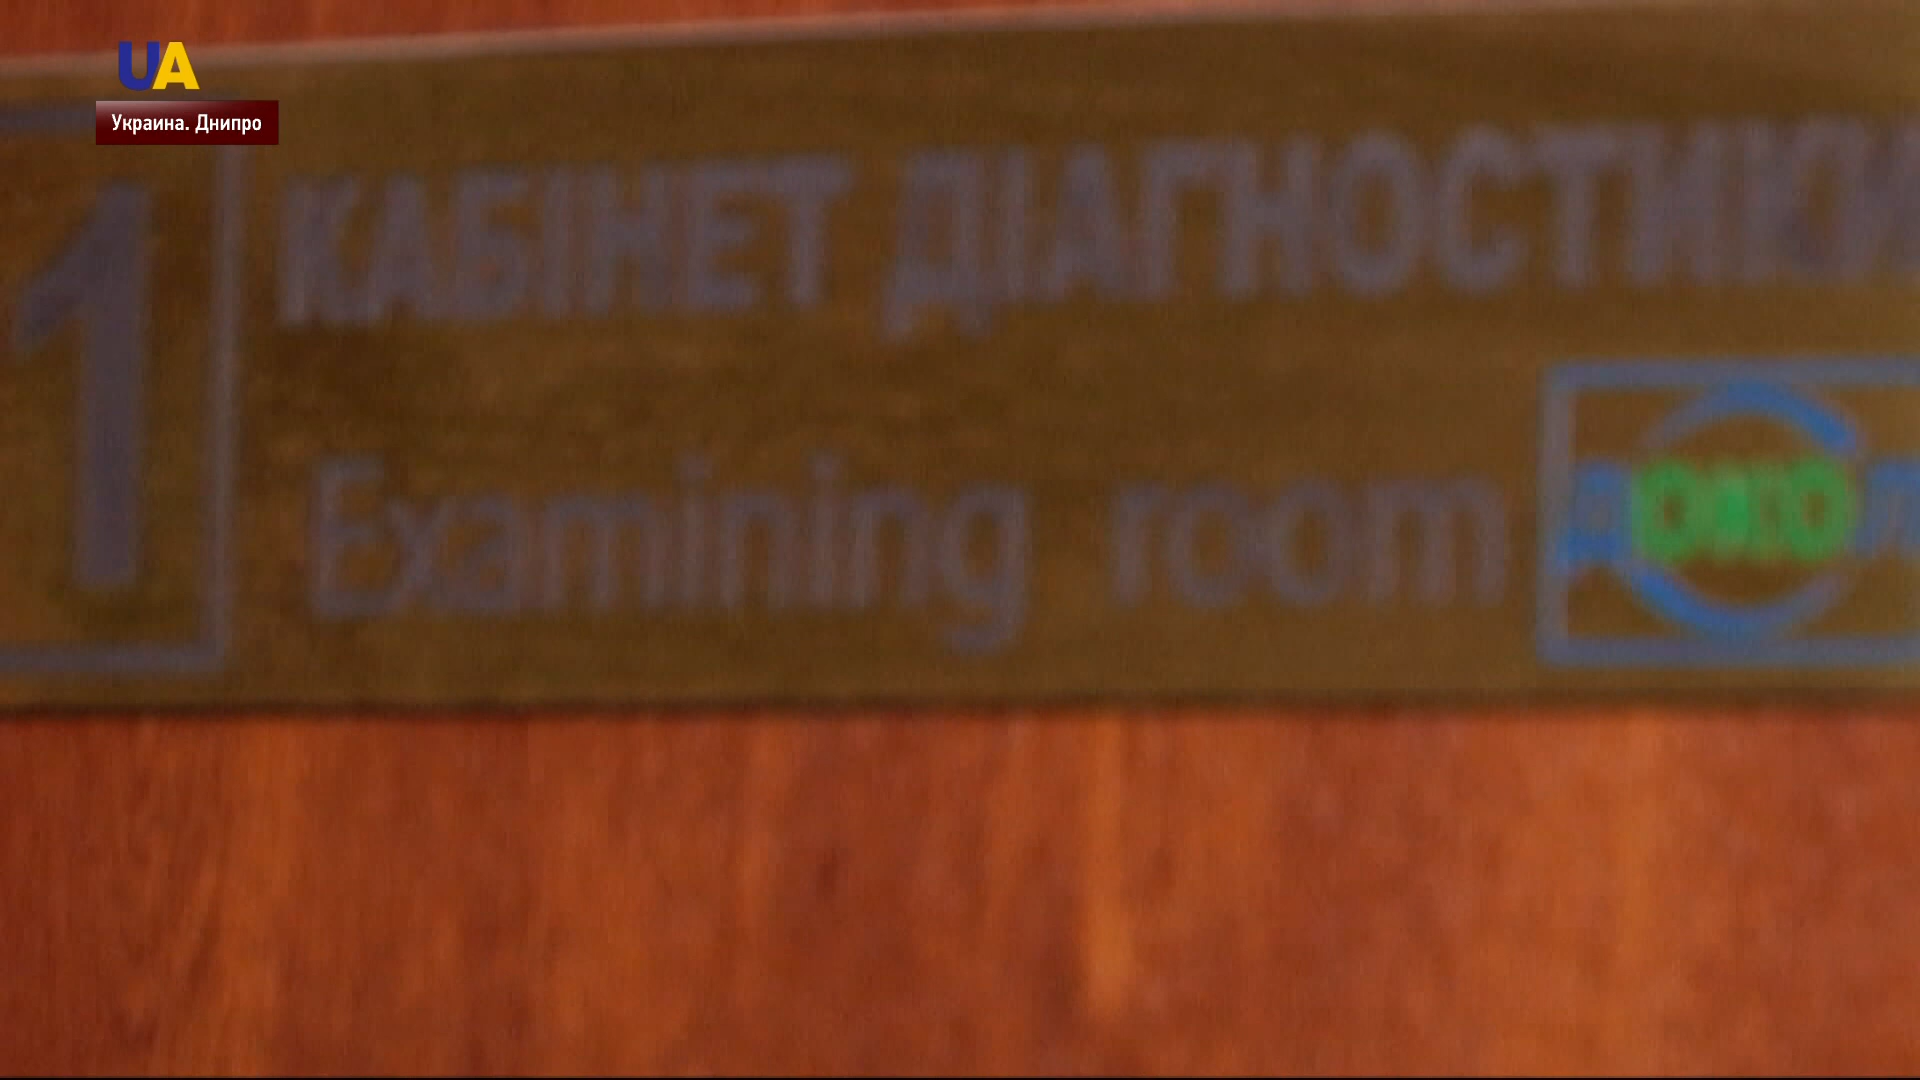 UA
Украина. Днипро
1
КАБІНЕТ ДІАГНОСТИКИ
Examining room